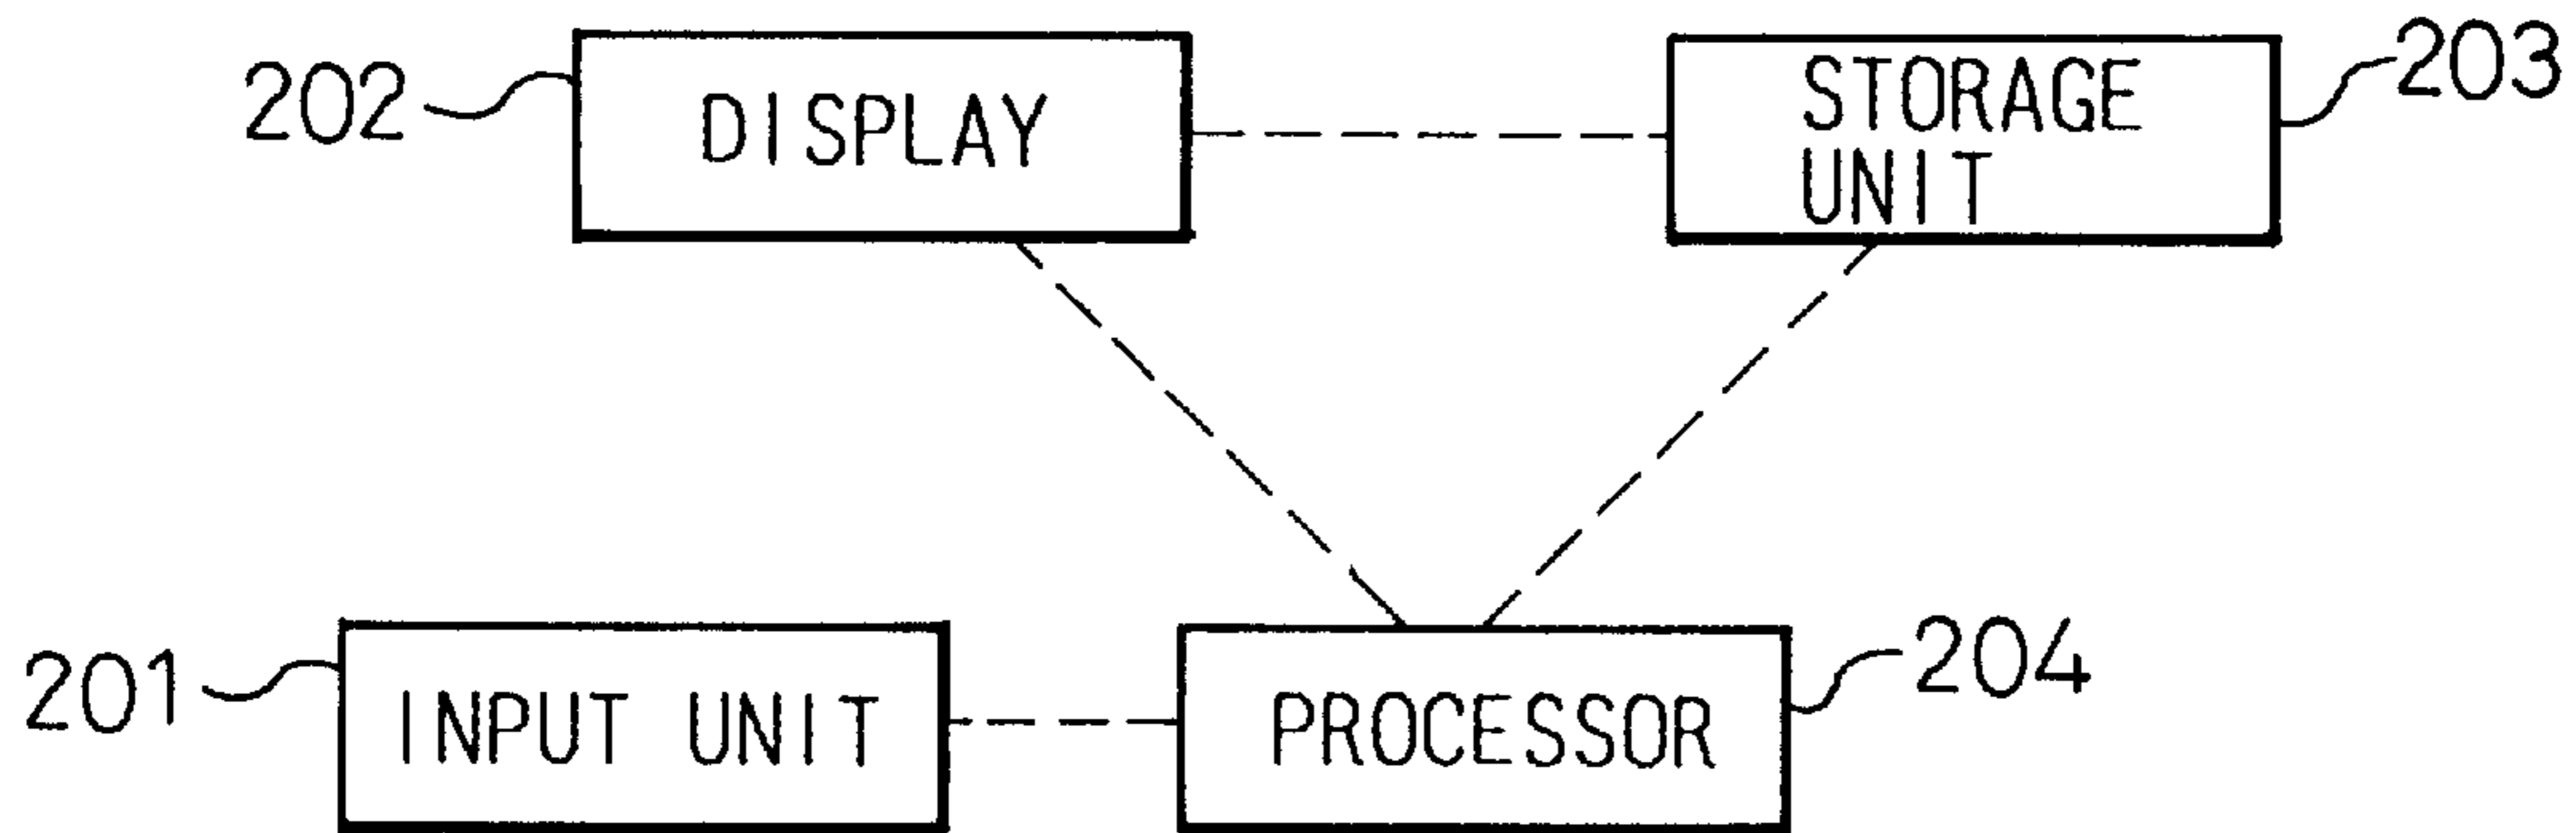 202
DISPLAY
STORAGE
UNIT
203
201
INPUT UNIT
PROCESSOR
204